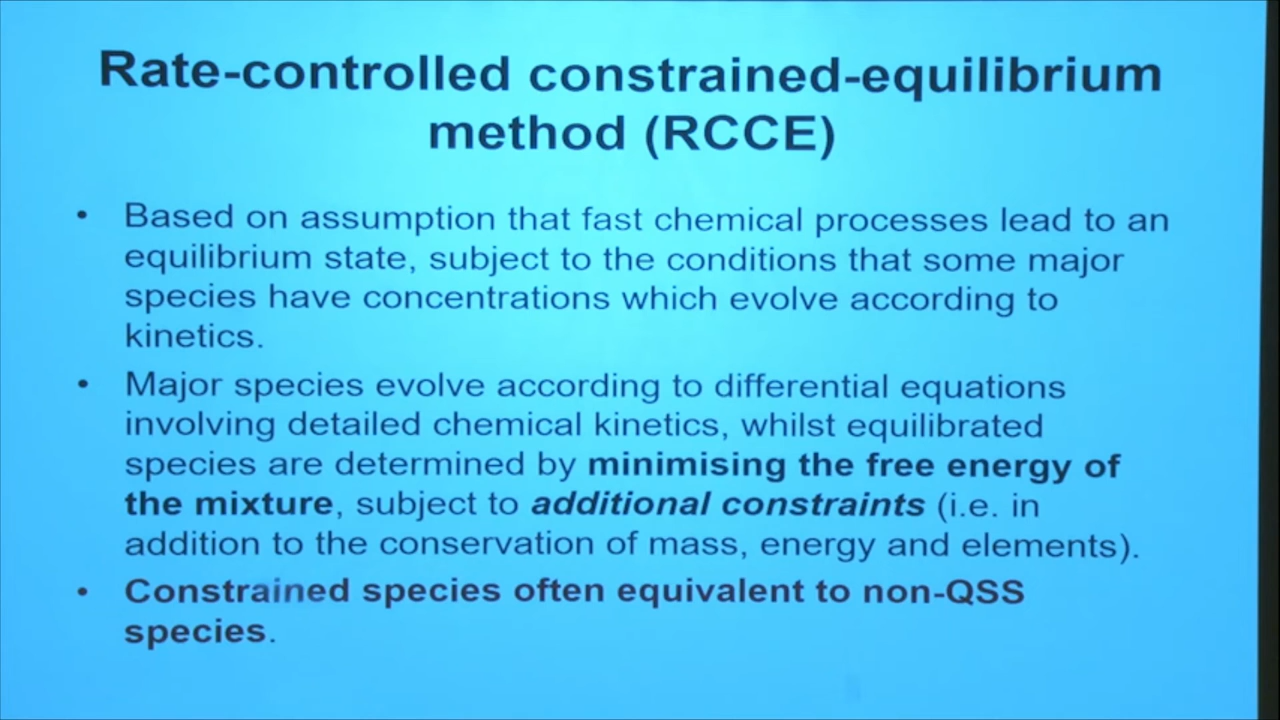 Rate-controlled constrained-equilibrium
method (RCCE)
• Based on assumption that fast chemical processes lead to an
equilibrium state, subject to the conditions that some major
species have concentrations which evolve according to
kinetics.
• Major species evolve according to differential equations
involving detailed chemical kinetics, whilst equilibrated
species are determined by minimising the free energy of
the mixture, subject to additional constraints (i.e. in
addition to the conservation of mass, energy and elements).
• Constrained species often equivalent to non-QSS
species.